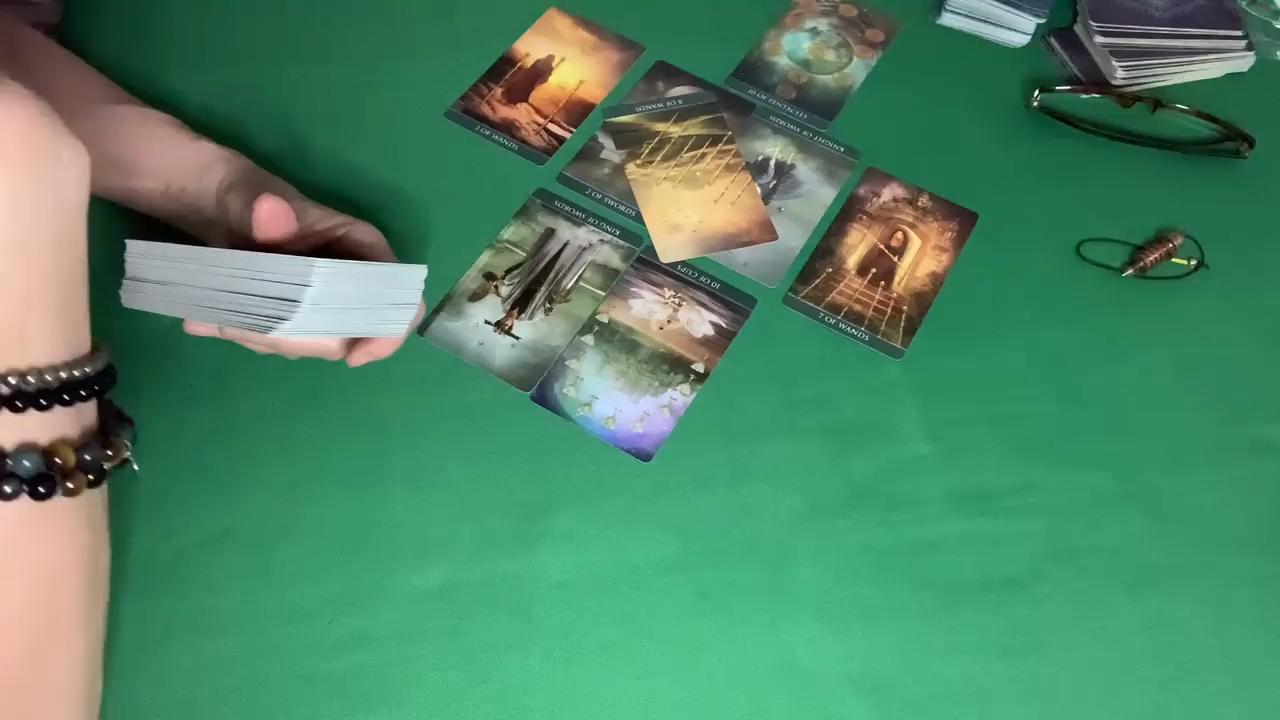 10 OF PENTACLES
8 OF WANDS
KNIGHT OF SWORDS
3 OF WANDS
2 OF SWORDS
KING OF SWORDS
10 OF CUPS
7 OF WANDS